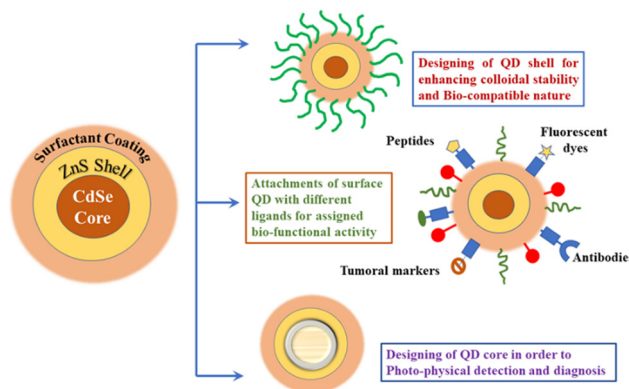 Surfactant Coating
ZnS Shell
CdSe
Core
Designing of QD shell for
enhancing colloidal stability
and Bio-compatible nature
Attachments of surface
QD with different
ligands for assigned
bio-functional activity
Peptides
Fluorescent
dyes
Tumoral markers
Antibodie
Designing of QD core in order to
Photo-physical detection and diagnosis